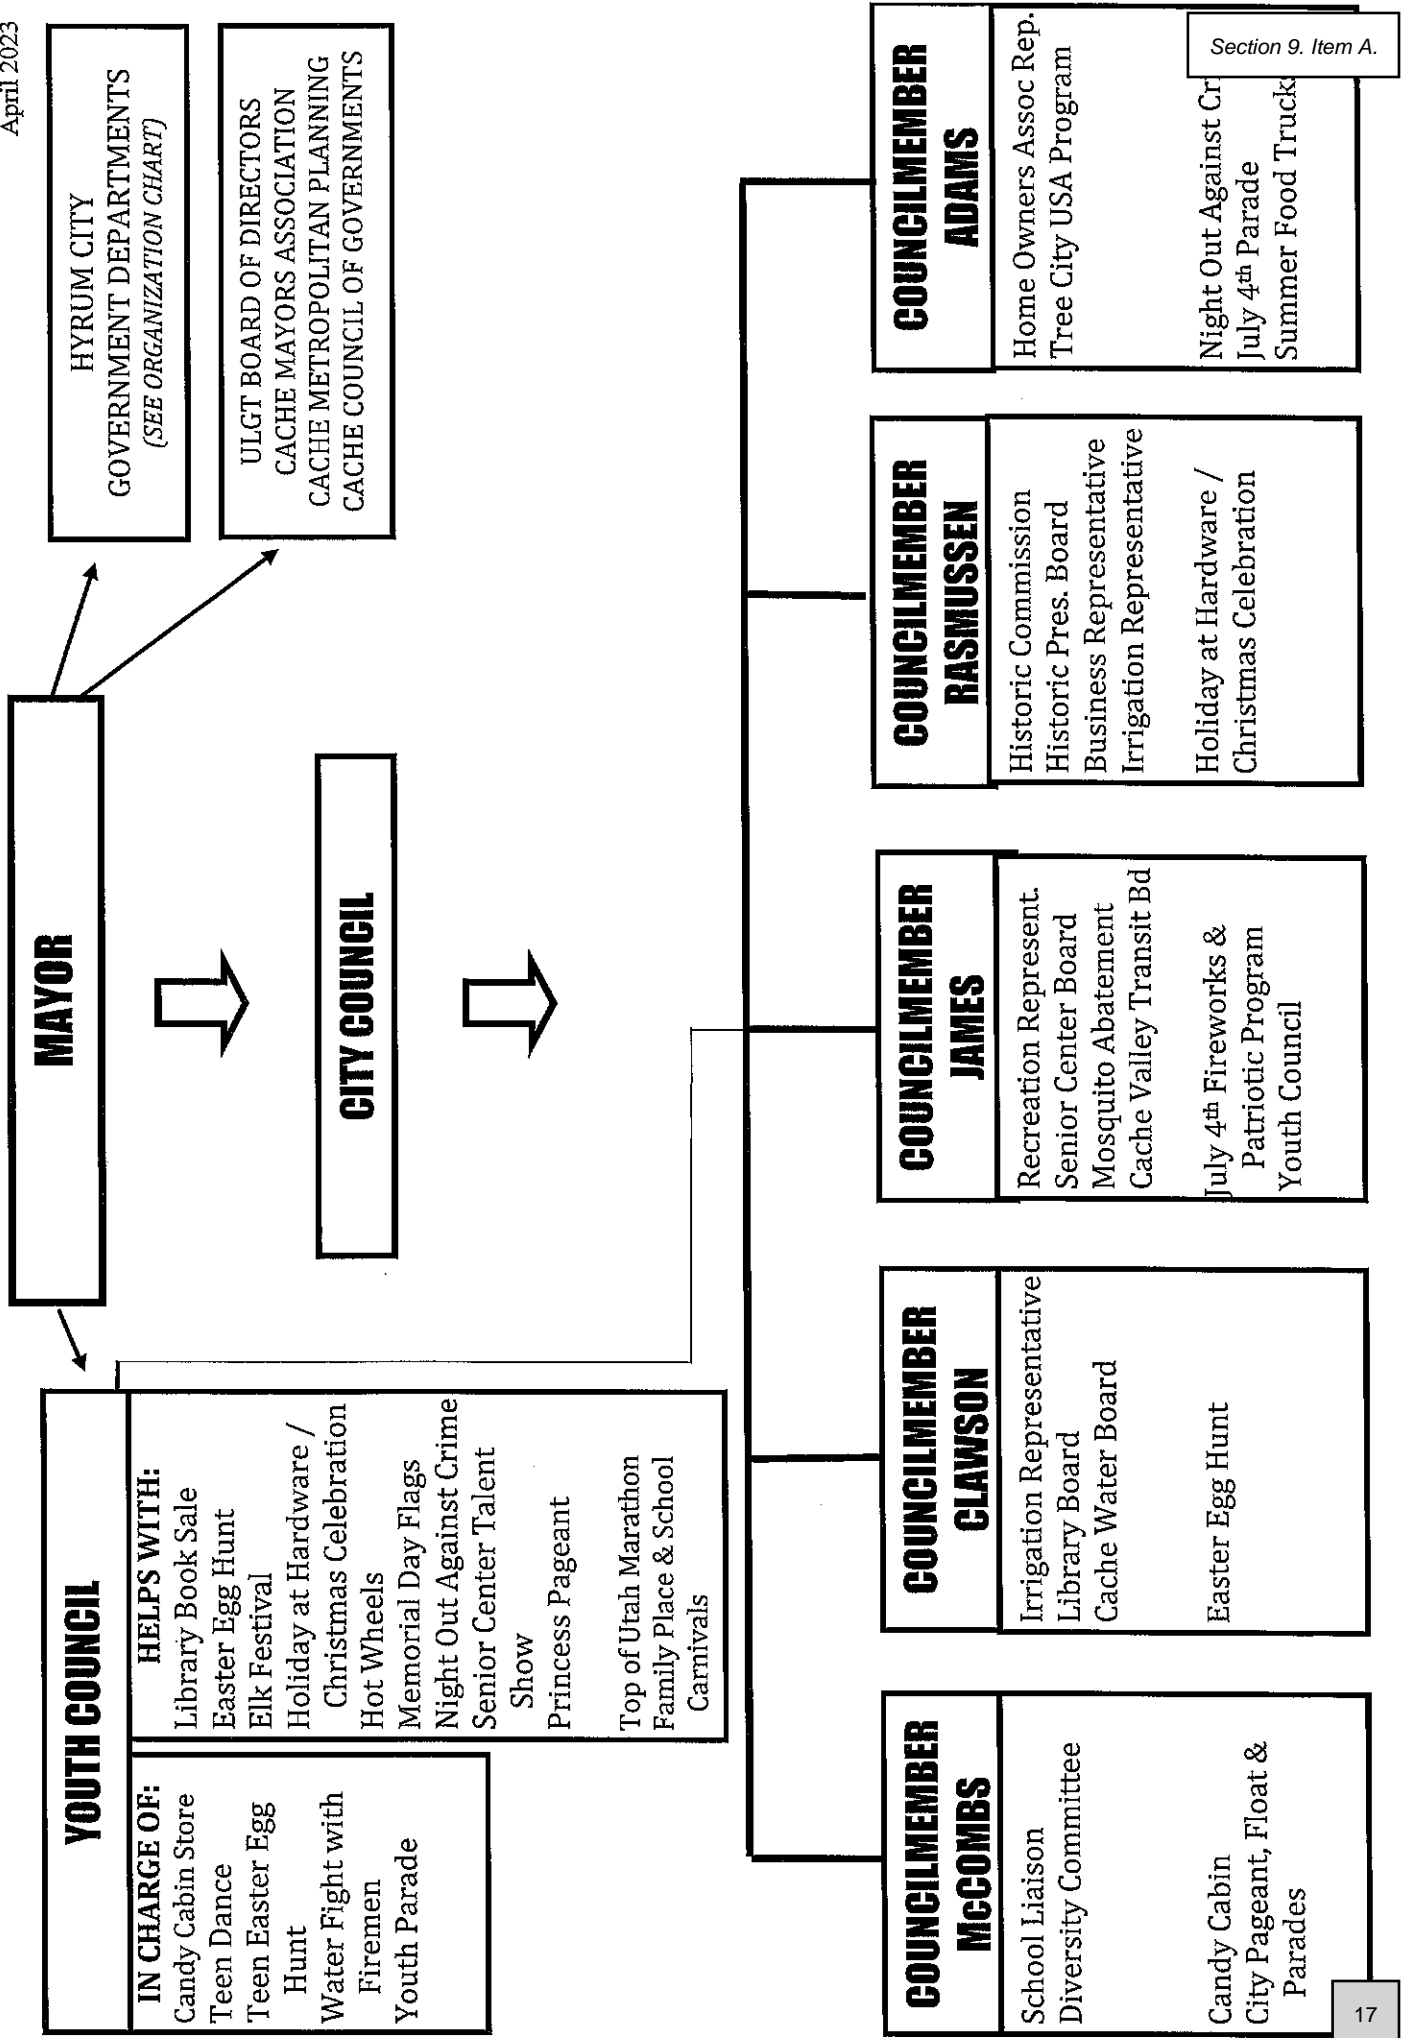 April 2023
Section 9. Item A.
MAYOR
HYRUM CITY
GOVERNMENT DEPARTMENTS
(SEE ORGANIZATION CHART)
ULGT BOARD OF DIRECTORS
CACHE MAYORS ASSOCIATION
CACHE METROPOLITAN PLANNING
CACHE COUNCIL OF GOVERNMENTS
CITY COUNCIL
YOUTH COUNCIL
IN CHARGE OF:
Candy Cabin Store
Teen Dance
Teen Easter Egg
Hunt
Water Fight with
Firemen
Youth Parade
HELPS WITH:
Library Book Sale
Easter Egg Hunt
Elk Festival
Holiday at Hardware /
Christmas Celebration
Hot Wheels
Memorial Day Flags
Night Out Against Crime
Senior Center Talent
Show
Princess Pageant
Top of Utah Marathon
Family Place & School
Carnivals
COUNCILMEMBER
McCOMBS
School Liaison
Diversity Committee
Candy Cabin
City Pageant, Float &
Parades
COUNCILMEMBER
CLAWSON
Irrigation Representative
Library Board
Cache Water Board
Easter Egg Hunt
COUNCILMEMBER
JAMES
Recreation Represent.
Senior Center Board
Mosquito Abatement
Cache Valley Transit Bd
July 4th Fireworks &
Patriotic Program
Youth Council
COUNCILMEMBER
RASMUSSEN
Historic Commission
Historic Pres. Board
Business Representative
Irrigation Representative
Holiday at Hardware /
Christmas Celebration
COUNCILMEMBER
ADAMS
Home Owners Assoc Rep.
Tree City USA Program
Night Out Against Cri
July 4th Parade
Summer Food Trucks
17